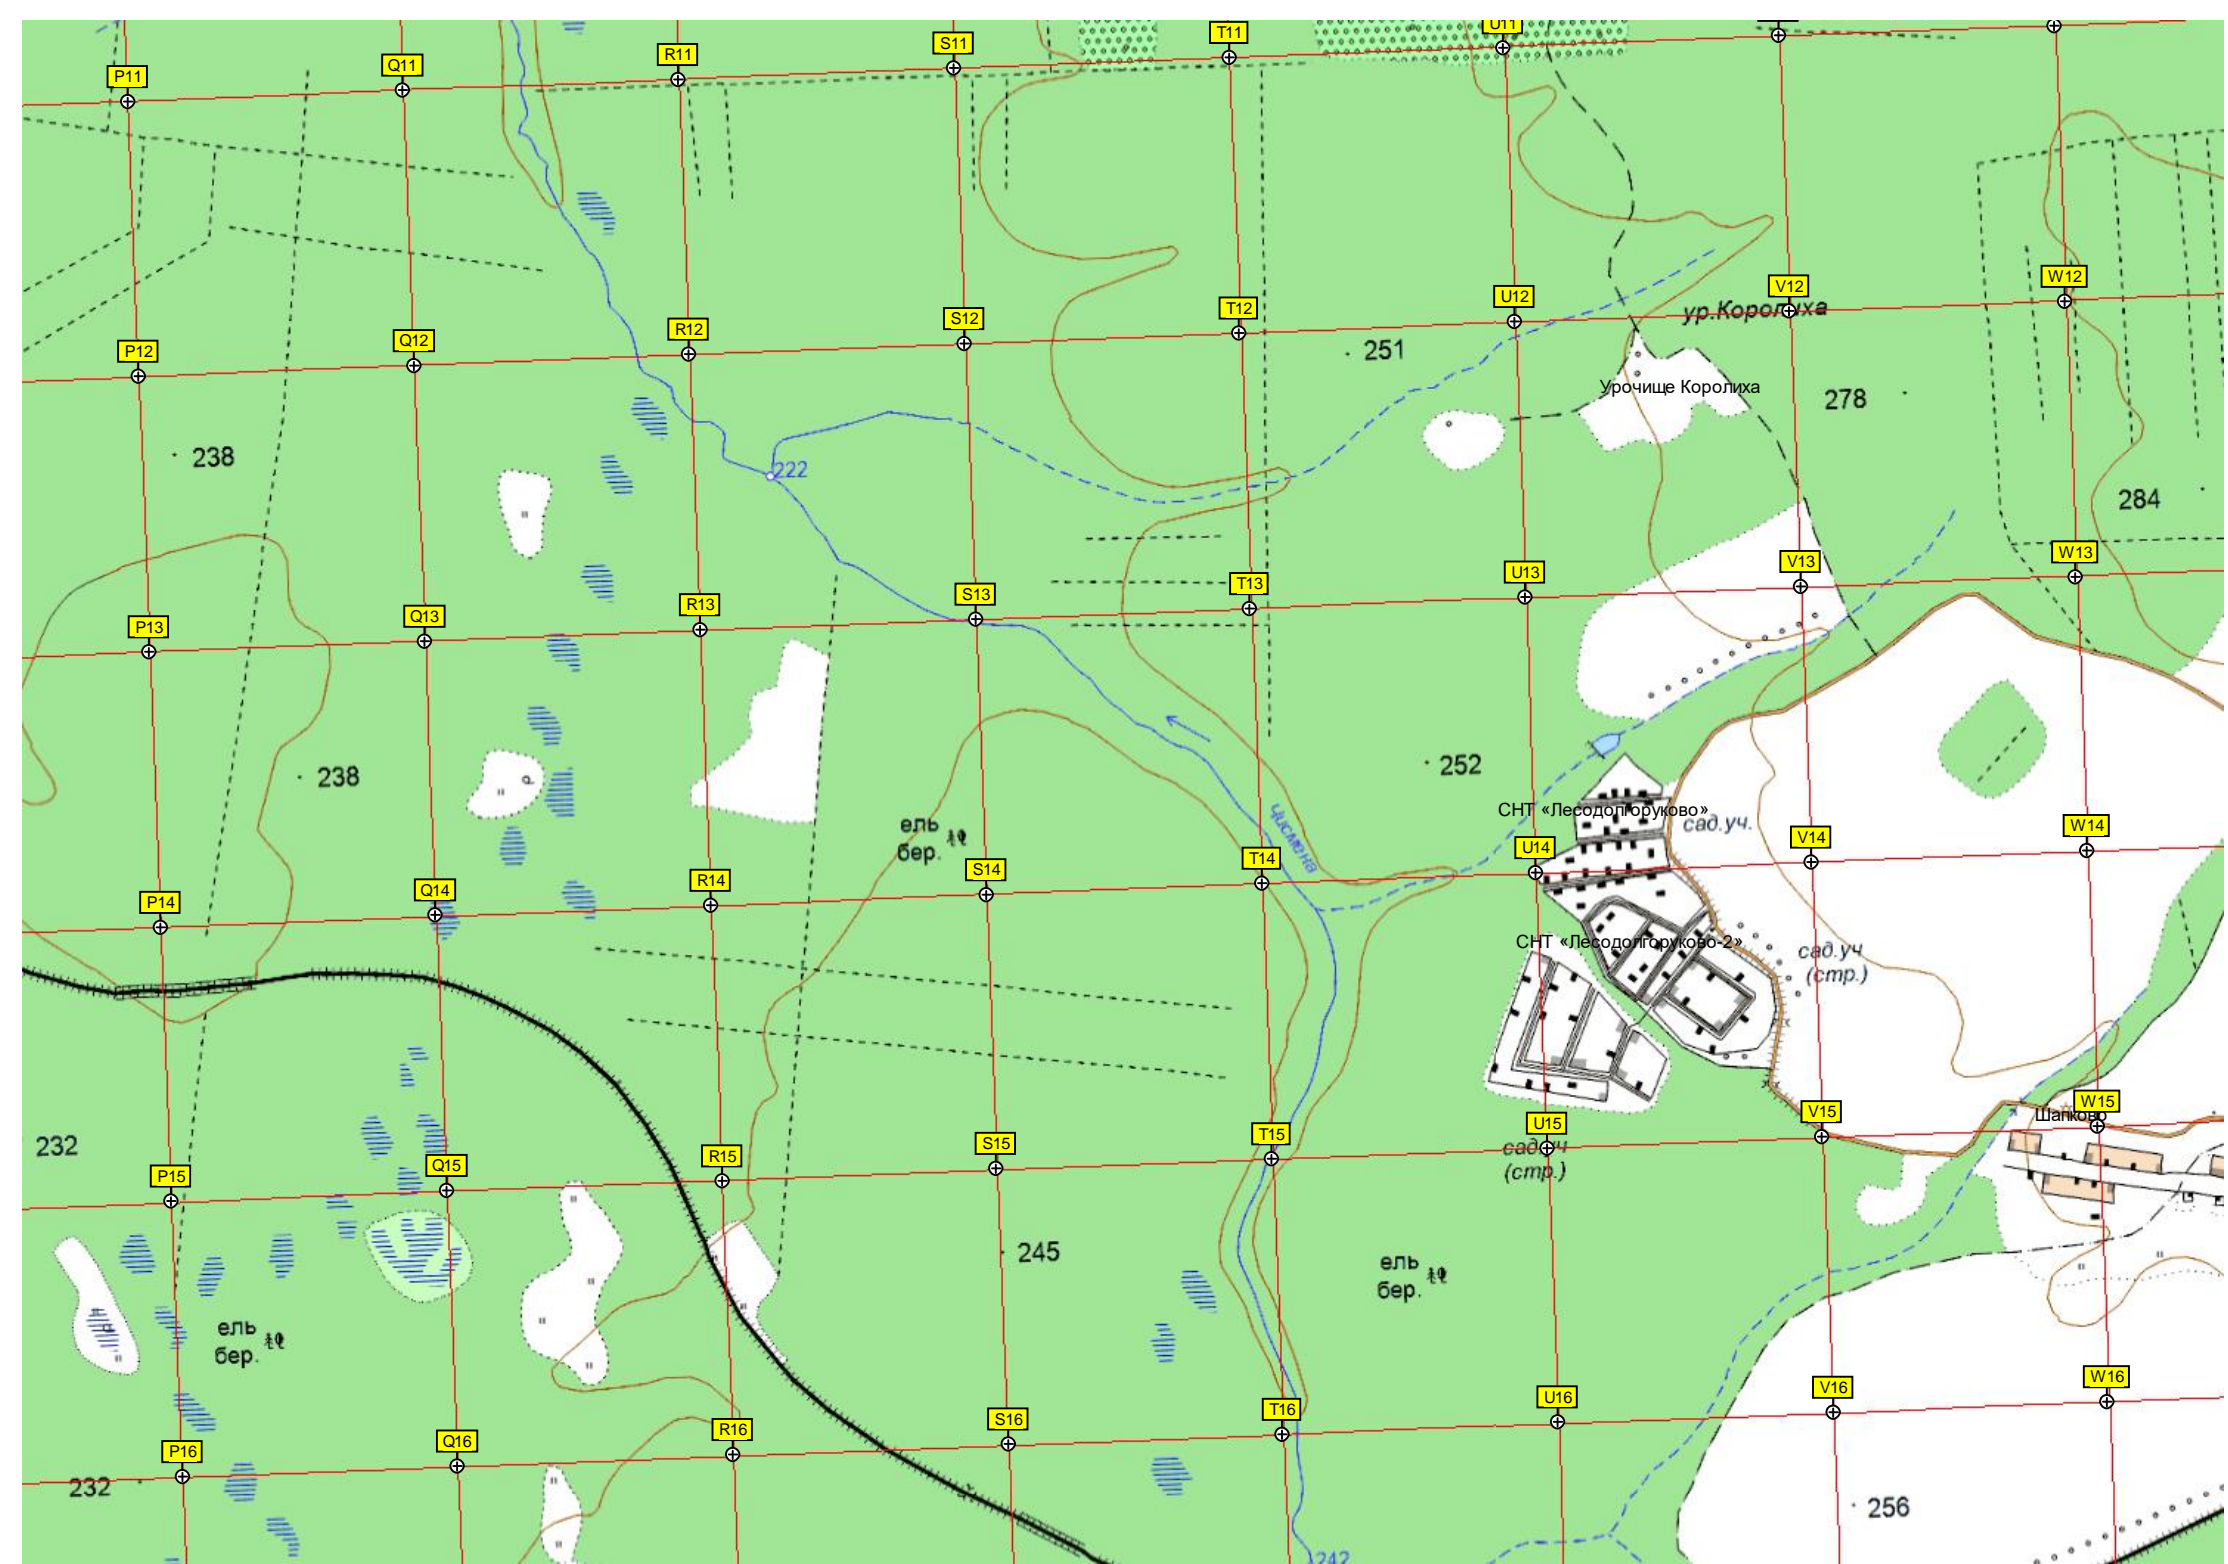 U11
T11
S11
R11
Q11
P11
W12
V12
ур.Королиха
U12
T12
S12
R12
Q12
P12
251
Урочище Королиха
278
238
222
284
W13
V13
U13
T13
S13
R13
Q13
P13
252
238
Чисмена
СНТ «Лесодолгоруково»
сад.уч.
ель
бер.
W14
V14
U14
T14
S14
R14
Q14
P14
СНТ «Лесодолгоруково-2»
сад.уч
(стр.)
W15
Шапково
V15
U15
сад.уч
(стр.)
T15
S15
R15
Q15
P15
232
245
ель
бер.
ель
бер.
W16
V16
U16
T16
S16
R16
Q16
P16
232
256
242